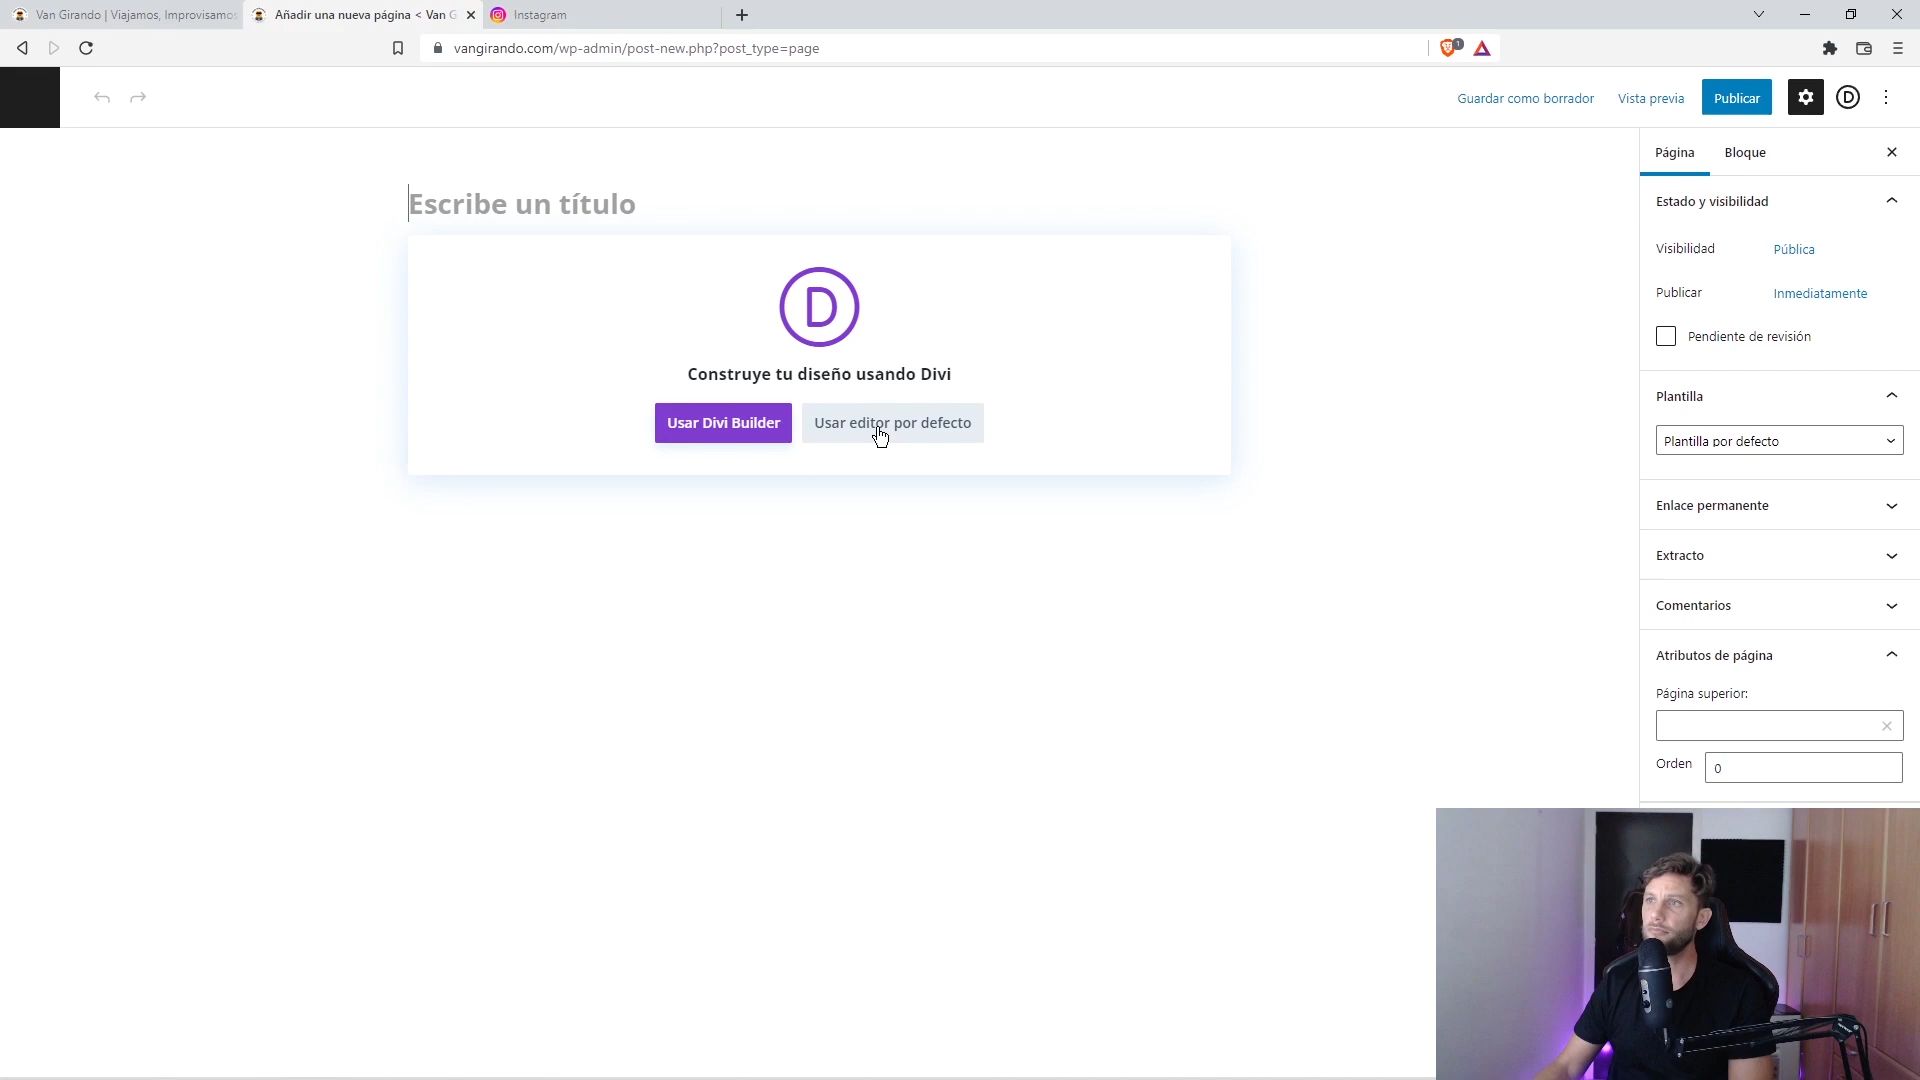 Van Girando | Viajamos, Improvisamos
Añadir una nueva página < Van G
Instagram
vangirando.com/wp-admin/post-new.php?post_type=page
1
Guardar como borrador
Vista previa
Publicar
D
Página
Bloque
Escribe un título
Estado y visibilidad
Visibilidad
Pública
Publicar
Inmediatamente
Pendiente de revisión
D
Construye tu diseño usando Divi
Usar Divi Builder
Usar editor por defecto
Plantilla
Plantilla por defecto
Enlace permanente
Extracto
Comentarios
Atributos de página
Página superior:
Orden
0